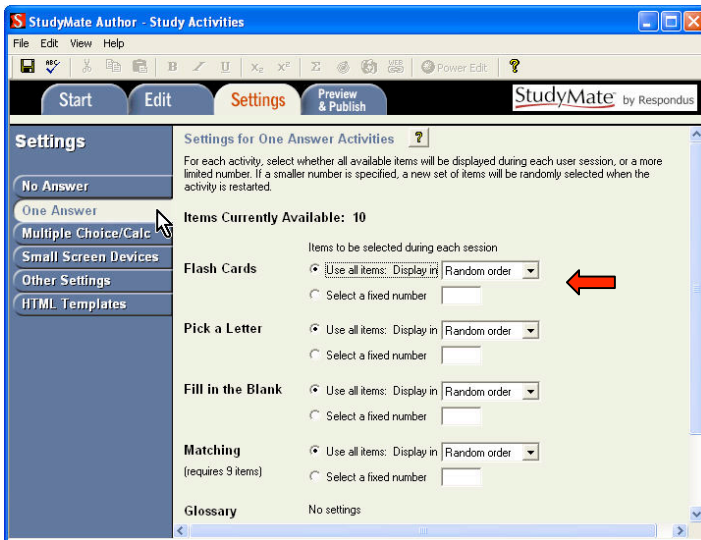 StudyMate Author - Study Activities
File Edit View Help
ABC B I U X₂ X² Σ WEB Power Edit ?
Start Edit Settings Preview & Publish StudyMate by Respondus
Settings
No Answer
One Answer
Multiple Choice/Calc
Small Screen Devices
Other Settings
HTML Templates
Settings for One Answer Activities ?
For each activity, select whether all available items will be displayed during each user session, or a more
limited number. If a smaller number is specified, a new set of items will be randomly selected when the
activity is restarted.
Items Currently Available: 10
Items to be selected during each session
Flash Cards Use all items: Display in Random order
Select a fixed number
Pick a Letter Use all items: Display in Random order
Select a fixed number
Fill in the Blank Use all items: Display in Random order
Select a fixed number
Matching Use all items: Display in Random order
(requires 9 items) Select a fixed number
Glossary No settings